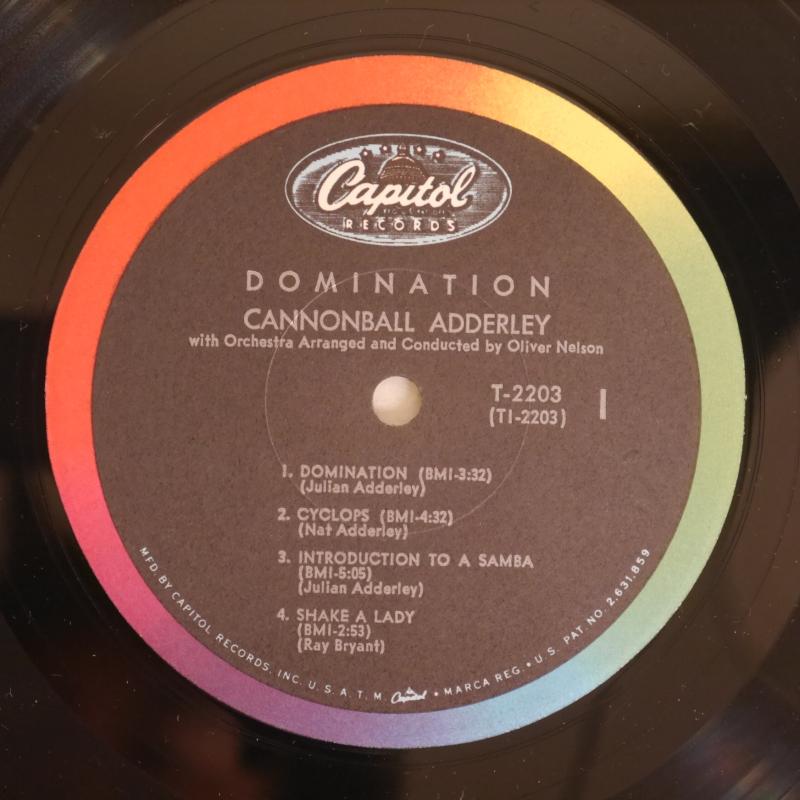 Capitol
RECORDS
DOMINATION
CANNONBALL ADDERLEY
with Orchestra Arranged and Conducted by Oliver Nelson
T-2203
(T1-2203)
1
1. DOMINATION (BMI-3:32)
(Julian Adderley)
2. CYCLOPS (BMI-4:32)
(Nat Adderley)
3. INTRODUCTION TO A SAMBA
(BMI-5:05)
(Julian Adderley)
4. SHAKE A LADY
(BMI-2:53)
(Ray Bryant)
MFD BY CAPITOL RECORDS, INC. U. S. A. T. M. Capitol • MARCA REG. • U. S. PAT NO. 2,631,859